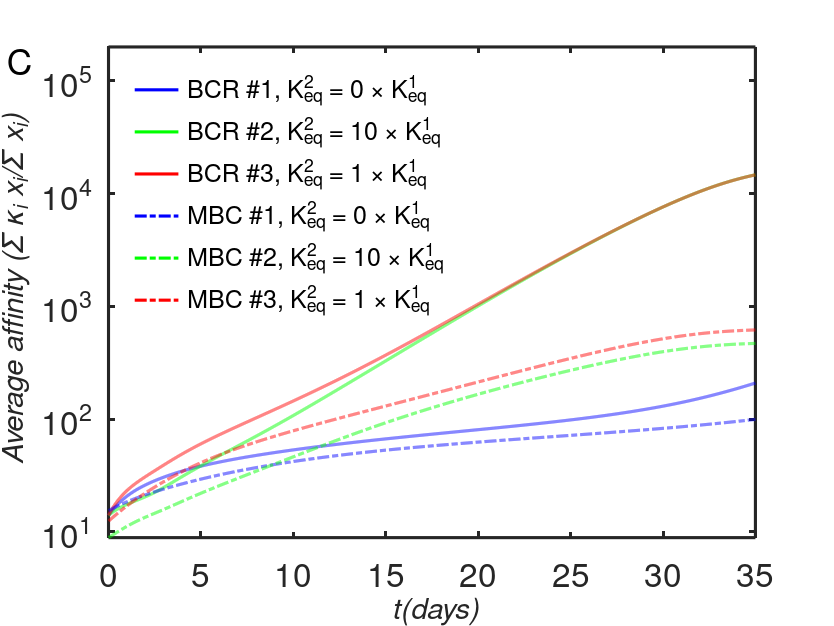 C
Average affinity (Σ κᵢ xᵢ/Σ xᵢ)
10⁵
10⁴
10³
10²
10¹
BCR #1, K²eq = 0 × K¹eq
BCR #2, K²eq = 10 × K¹eq
BCR #3, K²eq = 1 × K¹eq
MBC #1, K²eq = 0 × K¹eq
MBC #2, K²eq = 10 × K¹eq
MBC #3, K²eq = 1 × K¹eq
0 5 10 15 20 25 30 35
t(days)